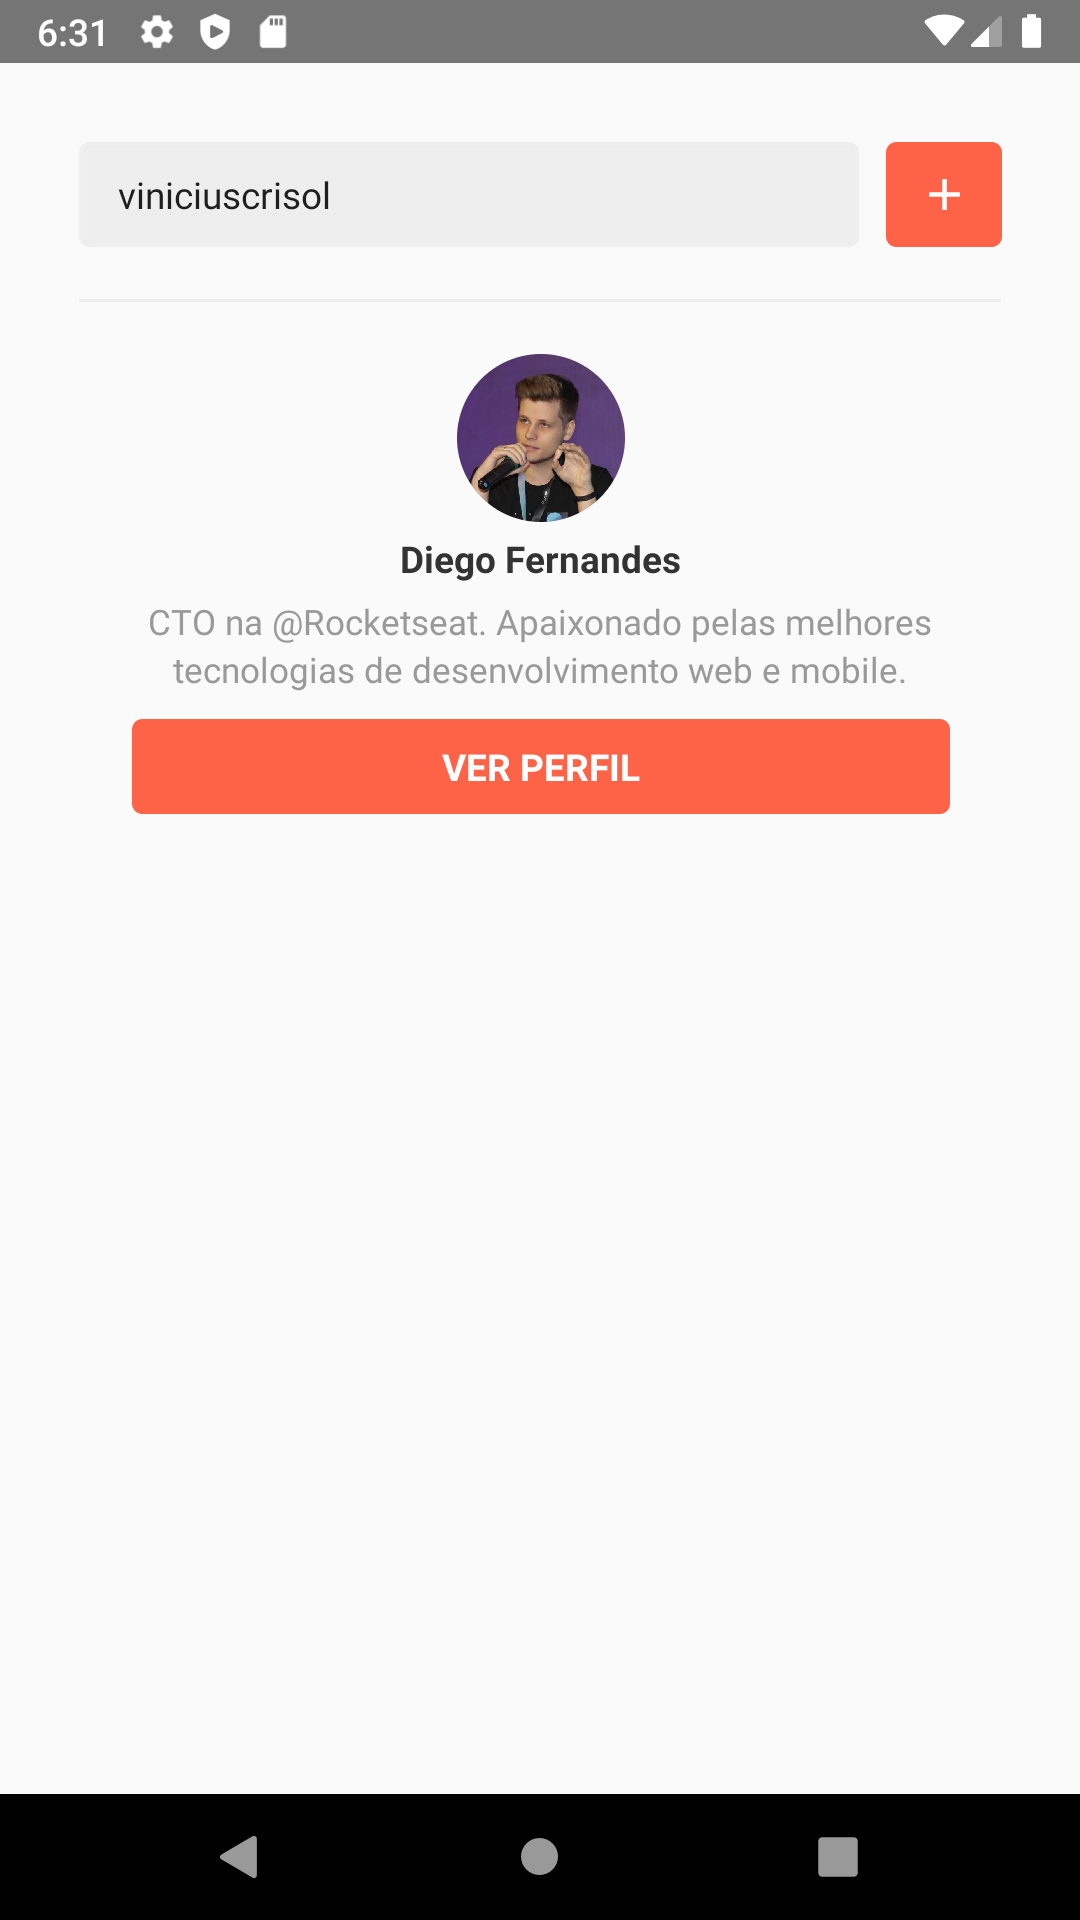 6:31
viniciuscrisol
+
Diego Fernandes
CTO na @Rocketseat. Apaixonado pelas melhores
tecnologias de desenvolvimento web e mobile.
VER PERFIL